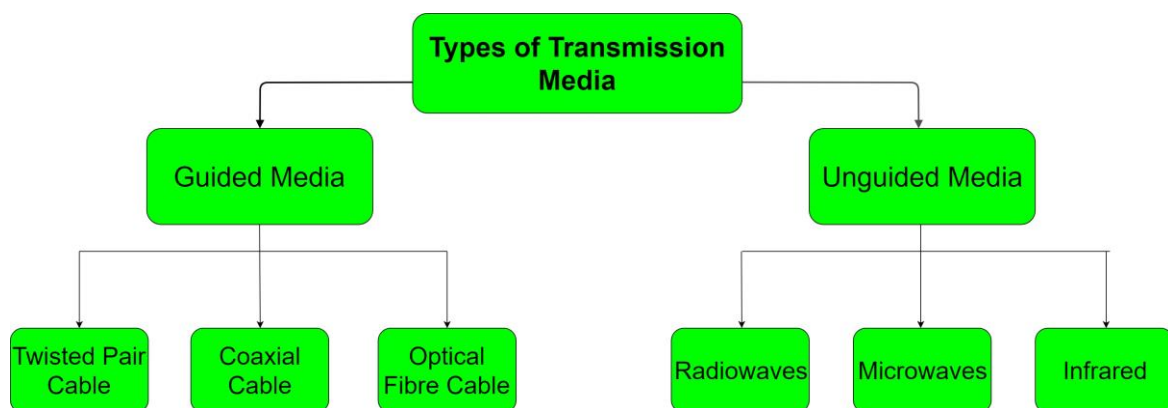 Types of Transmission
Media
Guided Media
Unguided Media
Twisted Pair
Cable
Coaxial
Cable
Optical
Fibre Cable
Radiowaves
Microwaves
Infrared